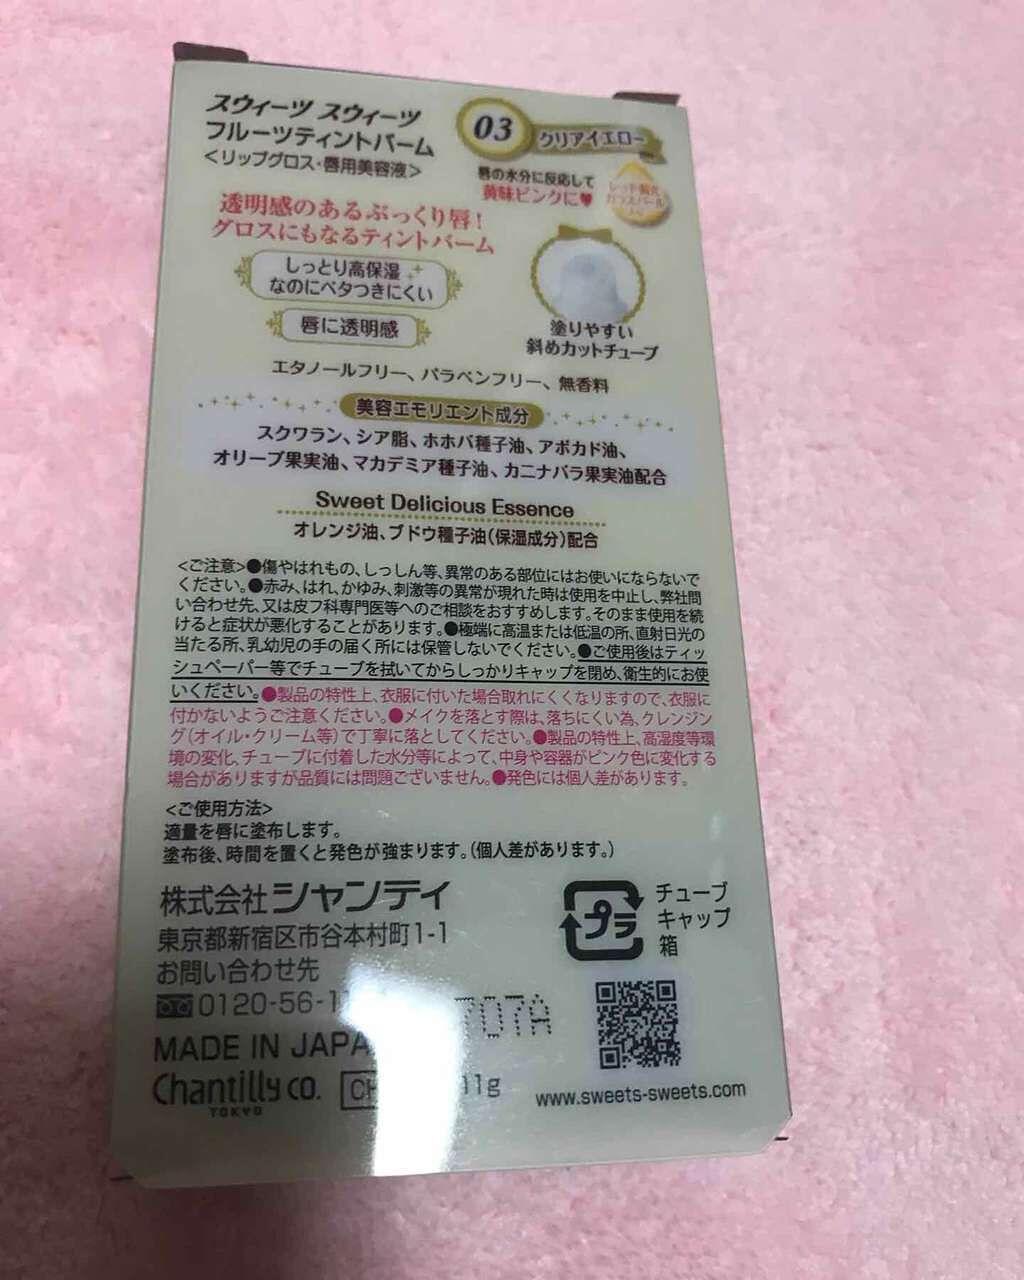 スウィーツ スウィーツ
フルーツティントバーム
<リップグロス・唇用美容液>
03 クリアイエロー
唇の水分に反応して
黄味ピンクに♥
レッド偏光
ガラスパール
入り
透明感のあるぷっくり唇!
グロスにもなるティントバーム
しっとり高保湿
なのにベタつきにくい
唇に透明感
塗りやすい
斜めカットチューブ
エタノールフリー、パラベンフリー、無香料
美容エモリエント成分
スクワラン、シア脂、ホホバ種子油、アボカド油、
オリーブ果実油、マカデミア種子油、カニナバラ果実油配合
Sweet Delicious Essence
オレンジ油、ブドウ種子油(保湿成分)配合
<ご注意>●傷やはれもの、しっしん等、異常のある部位にはお使いにならないで
ください。●赤み、はれ、かゆみ、刺激等の異常が現れた時は使用を中止し、弊社問
い合わせ先、又は皮フ科専門医等へのご相談をおすすめします。そのまま使用を続
けると症状が悪化することがあります。●極端に高温または低温の所、直射日光の
当たる所、乳幼児の手の届く所には保管しないでください。●ご使用後はティッ
シュペーパー等でチューブを拭いてからしっかりキャップを閉め、衛生的にお使
いください。●製品の特性上、衣服に付いた場合取れにくくなりますので、衣服に
付かないようご注意ください。●メイクを落とす際は、落ちにくい為、クレンジン
グ(オイル・クリーム等)で丁寧に落としてください。●製品の特性上、高湿度等環
境の変化、チューブに付着した水分等によって、中身や容器がピンク色に変化する
場合がありますが品質には問題ございません。●発色には個人差があります。
<ご使用方法>
適量を唇に塗布します。
塗布後、時間を置くと発色が強まります。(個人差があります。)
株式会社シャンティ
東京都新宿区市谷本村町1-1
お問い合わせ先
0120-56-1
707A
MADE IN JAPA
Chantilly co.
TOKYO
11g
プラ
チューブ
キャップ
箱
www.sweets-sweets.com